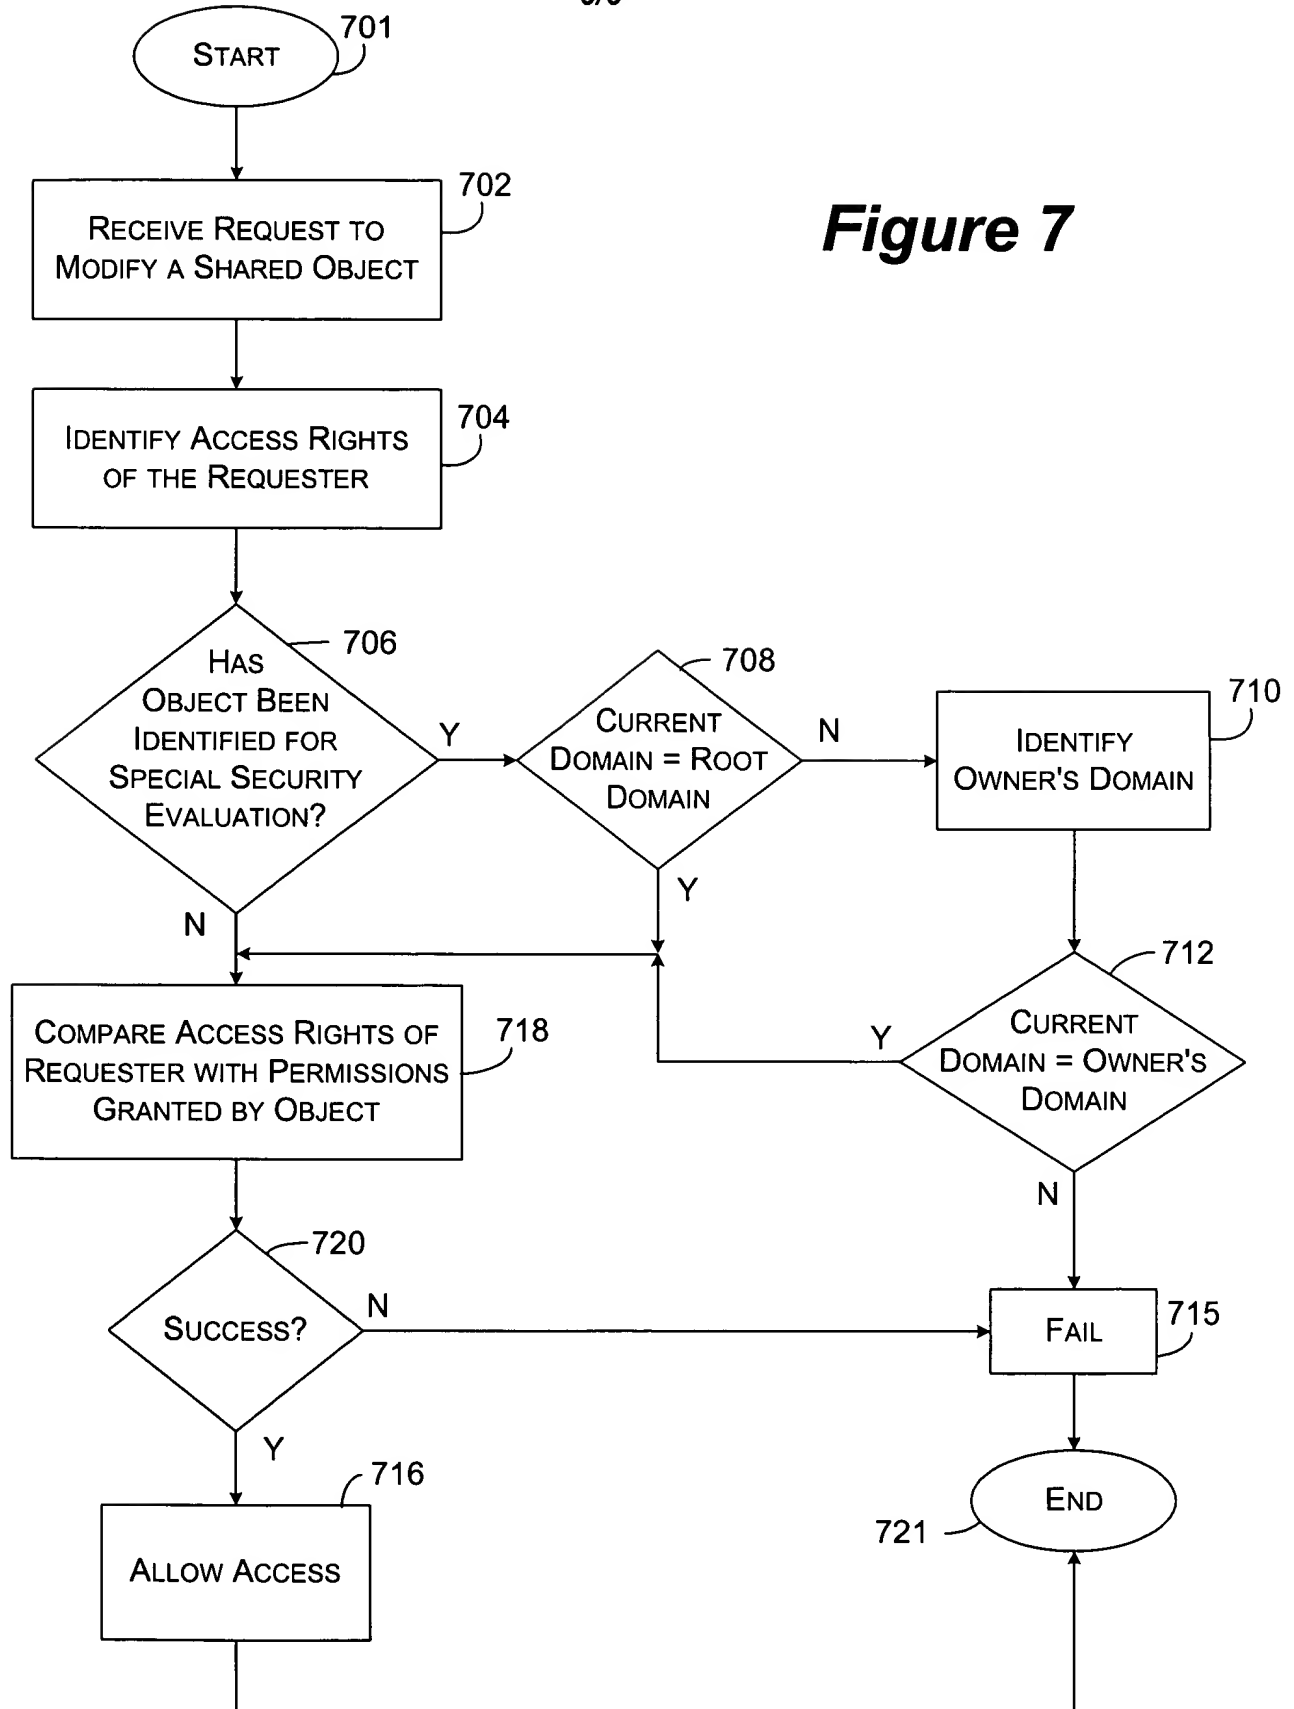 START
701
RECEIVE REQUEST TO
MODIFY A SHARED OBJECT
702
Figure 7
IDENTIFY ACCESS RIGHTS
OF THE REQUESTER
704
HAS
OBJECT BEEN
IDENTIFIED FOR
SPECIAL SECURITY
EVALUATION?
706
Y
N
CURRENT
DOMAIN = ROOT
DOMAIN
708
N
Y
IDENTIFY
OWNER'S DOMAIN
710
CURRENT
DOMAIN = OWNER'S
DOMAIN
712
Y
N
COMPARE ACCESS RIGHTS OF
REQUESTER WITH PERMISSIONS
GRANTED BY OBJECT
718
SUCCESS?
720
N
Y
FAIL
715
ALLOW ACCESS
716
END
721